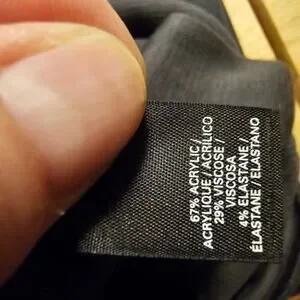 67% ACRYLIC/
ACRYLIQUE / ACRÍLICO
29% VISCOSE/
VISCOSA
4% ELASTANE /
ÉLASTANE / ELASTANO